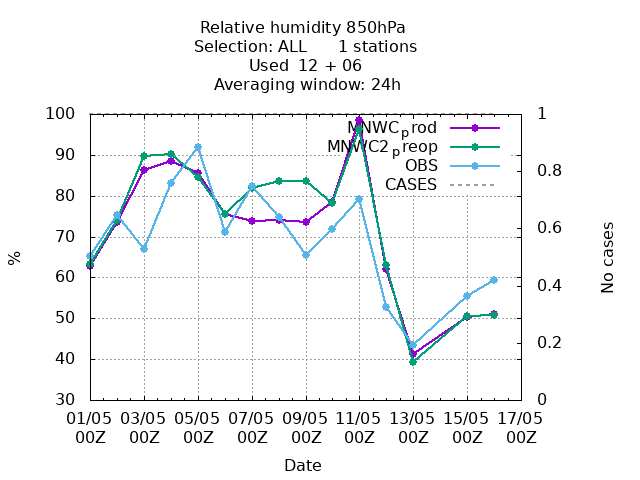 Relative humidity 850hPa
Selection: ALL      1 stations
Used  12 + 06
Averaging window: 24h
100
90
80
70
60
50
40
30
%
1
0.8
0.6
0.4
0.2
0
No cases
MNWCprod
MNWC2preop
OBS
CASES
01/05 03/05 05/05 07/05 09/05 11/05 13/05 15/05 17/05
00Z 00Z 00Z 00Z 00Z 00Z 00Z 00Z 00Z
Date